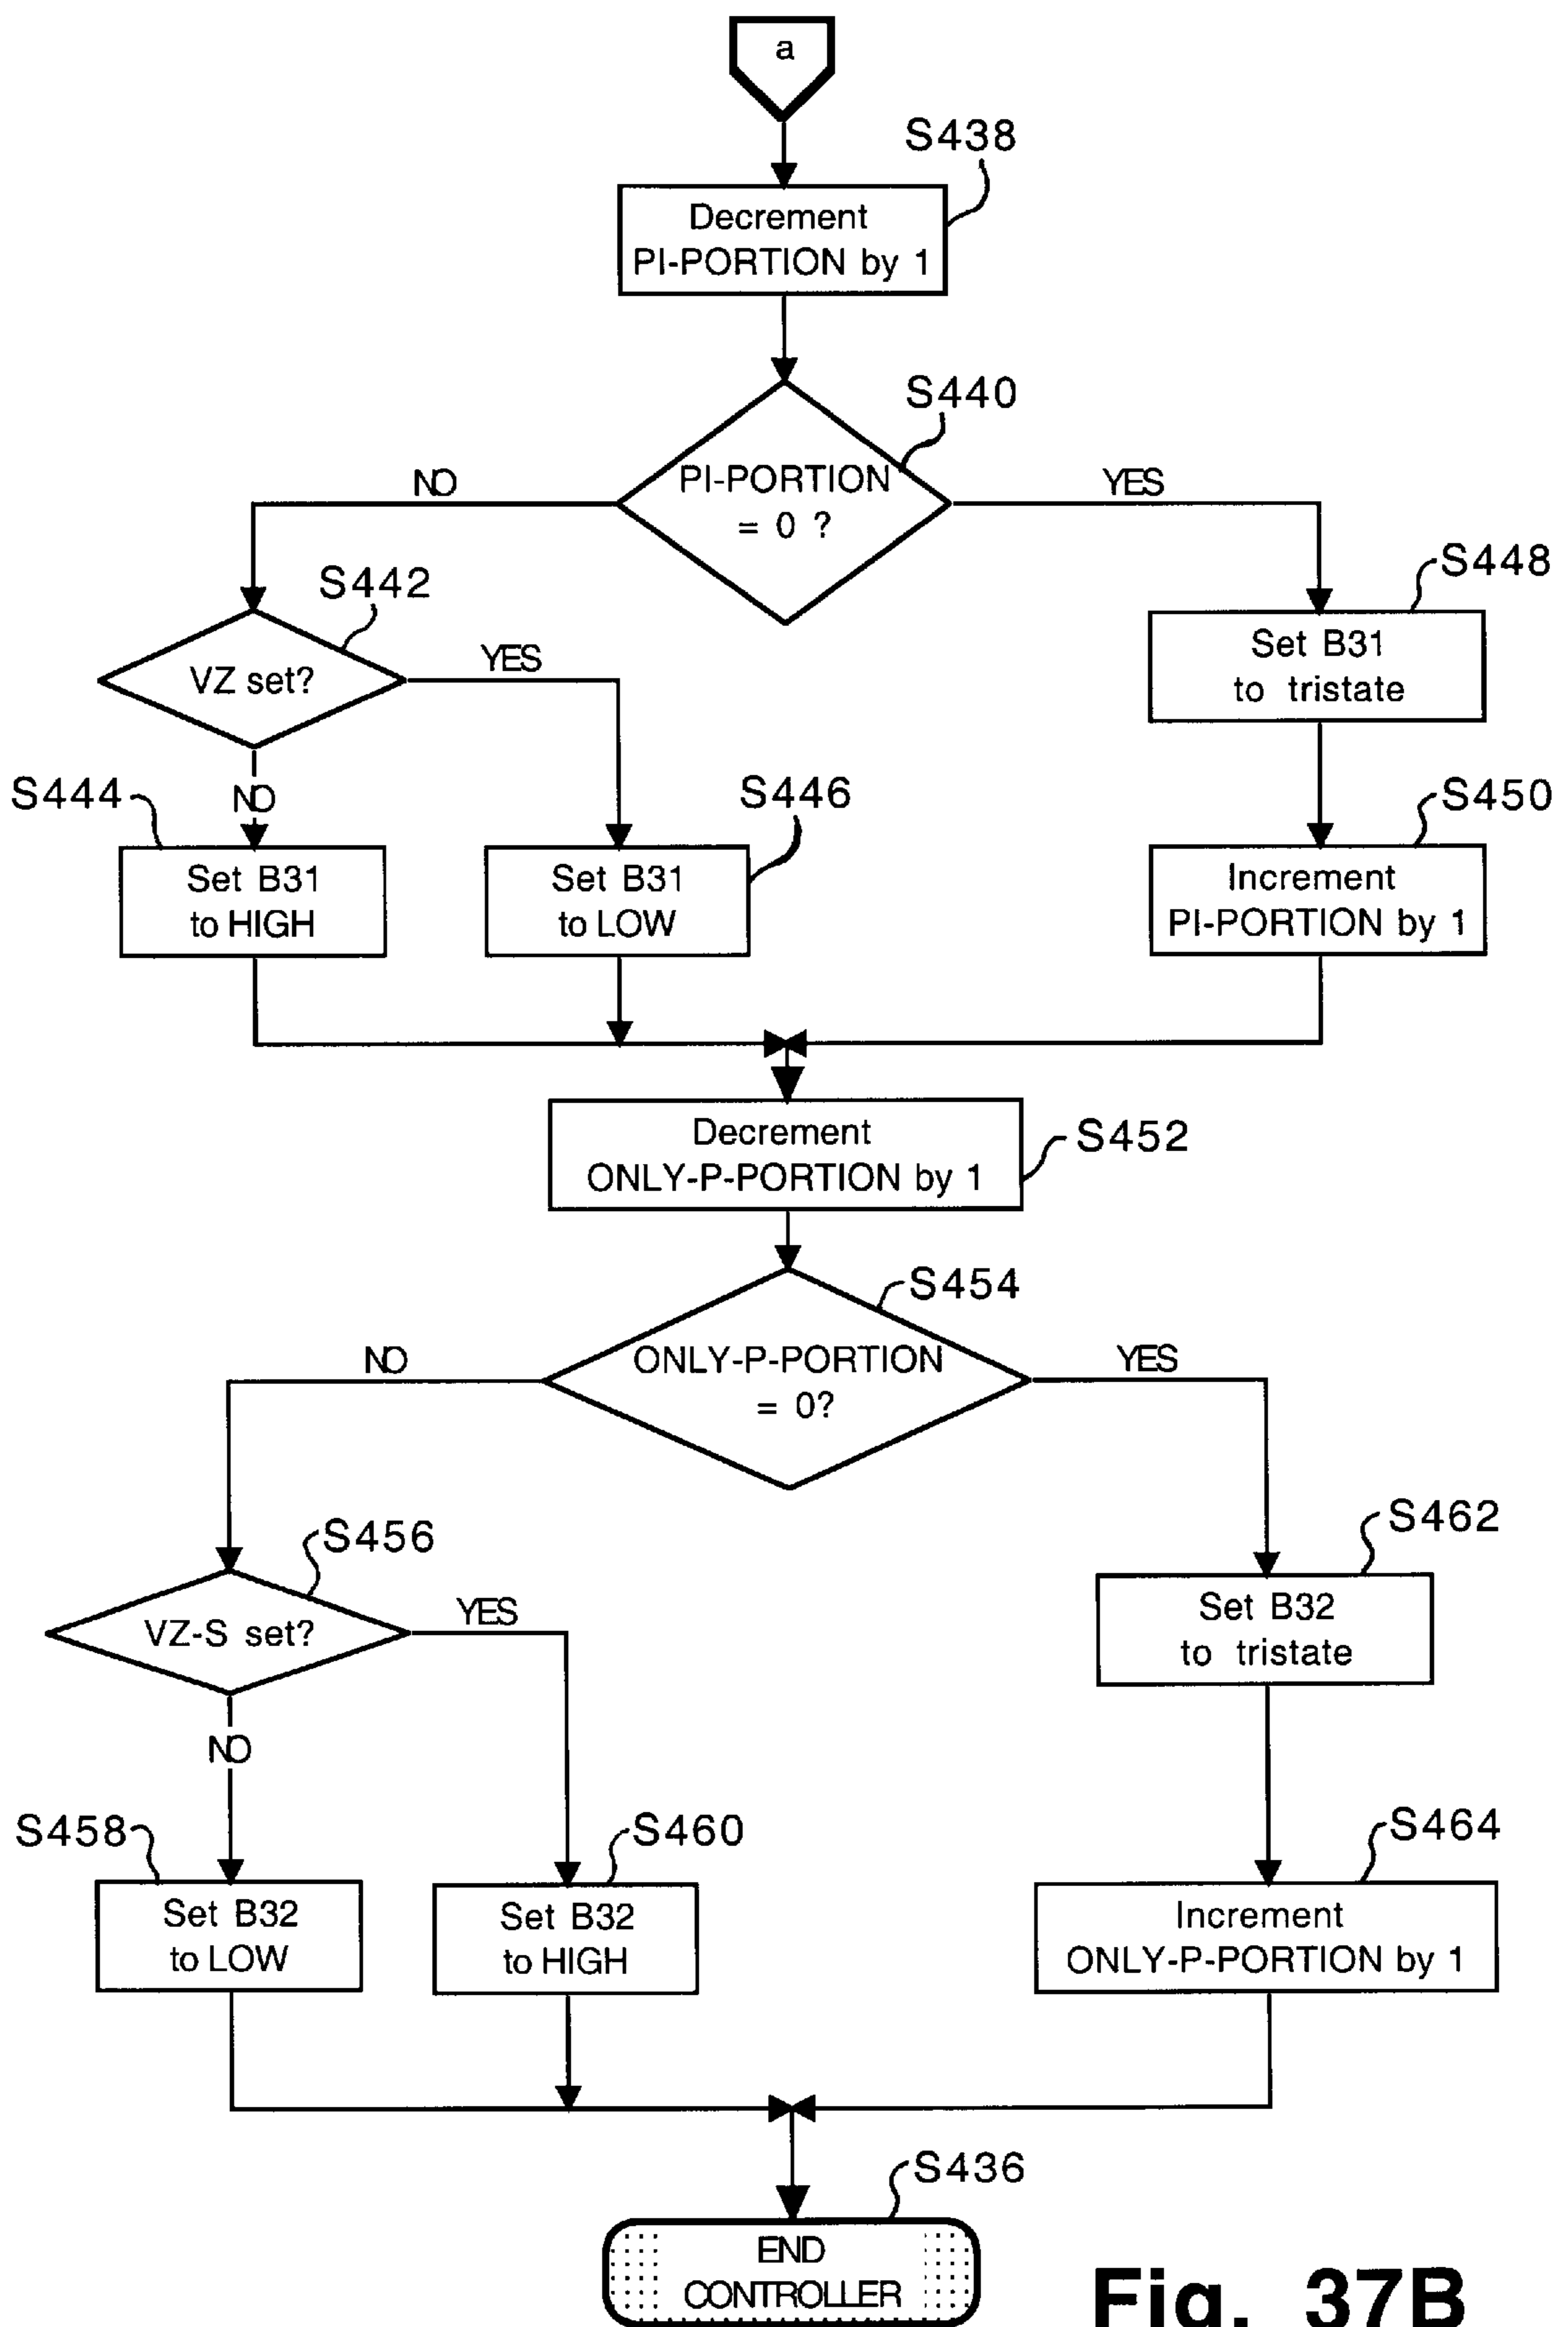 a
S438
Decrement
PI-PORTION by 1
S440
PI-PORTION
= 0 ?
NO
YES
S442
VZ set?
YES
NO
S448
Set B31
to tristate
S444
Set B31
to HIGH
S446
Set B31
to LOW
S450
Increment
PI-PORTION by 1
S452
Decrement
ONLY-P-PORTION by 1
S454
ONLY-P-PORTION
= 0?
NO
YES
S456
VZ-S set?
YES
NO
S462
Set B32
to tristate
S458
Set B32
to LOW
S460
Set B32
to HIGH
S464
Increment
ONLY-P-PORTION by 1
S436
END
CONTROLLER
Fig. 37B